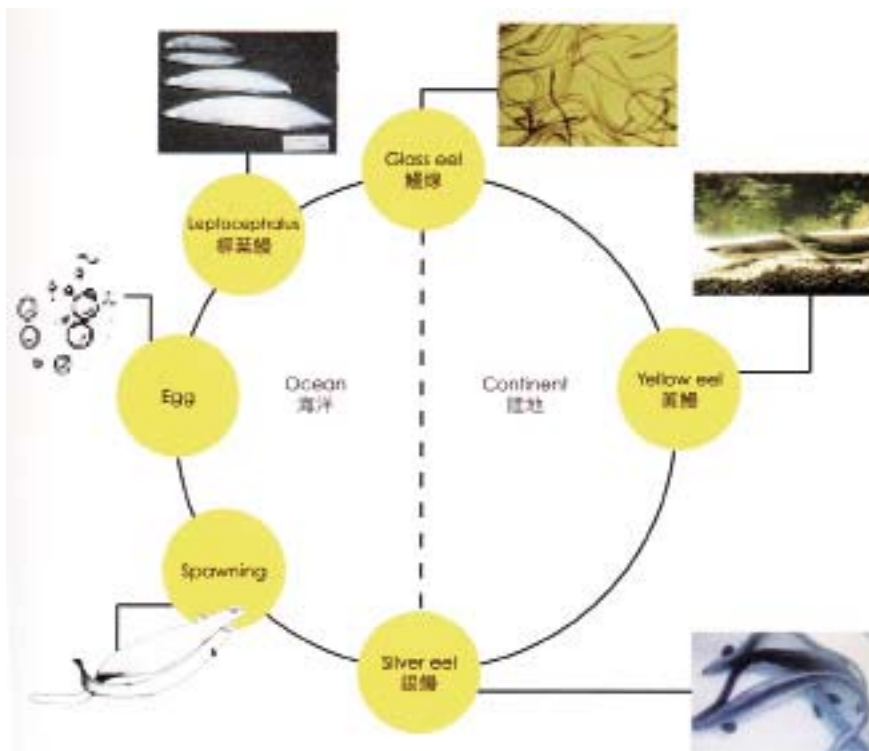 Glass eel
鰻線
Leptocephalus
柳葉鰻
Egg
Ocean
海洋
Continent
陸地
Yellow eel
黃鰻
Spawning
Silver eel
銀鰻